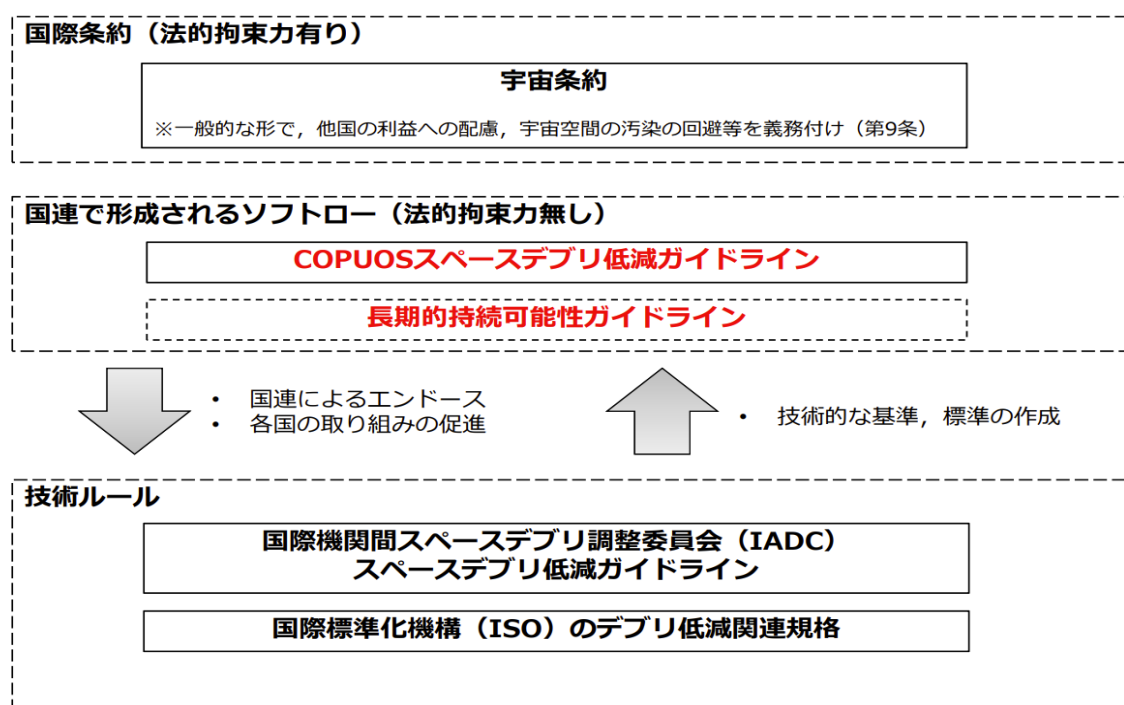 国際条約（法的拘束力有り）
宇宙条約
※一般的な形で，他国の利益への配慮，宇宙空間の汚染の回避等を義務付け（第9条）
国連で形成されるソフトロー（法的拘束力無し）
COPUOSスペースデブリ低減ガイドライン
長期的持続可能性ガイドライン
• 国連によるエンドース
• 各国の取り組みの促進
• 技術的な基準，標準の作成
技術ルール
国際機関間スペースデブリ調整委員会（IADC）
スペースデブリ低減ガイドライン
国際標準化機構（ISO）のデブリ低減関連規格